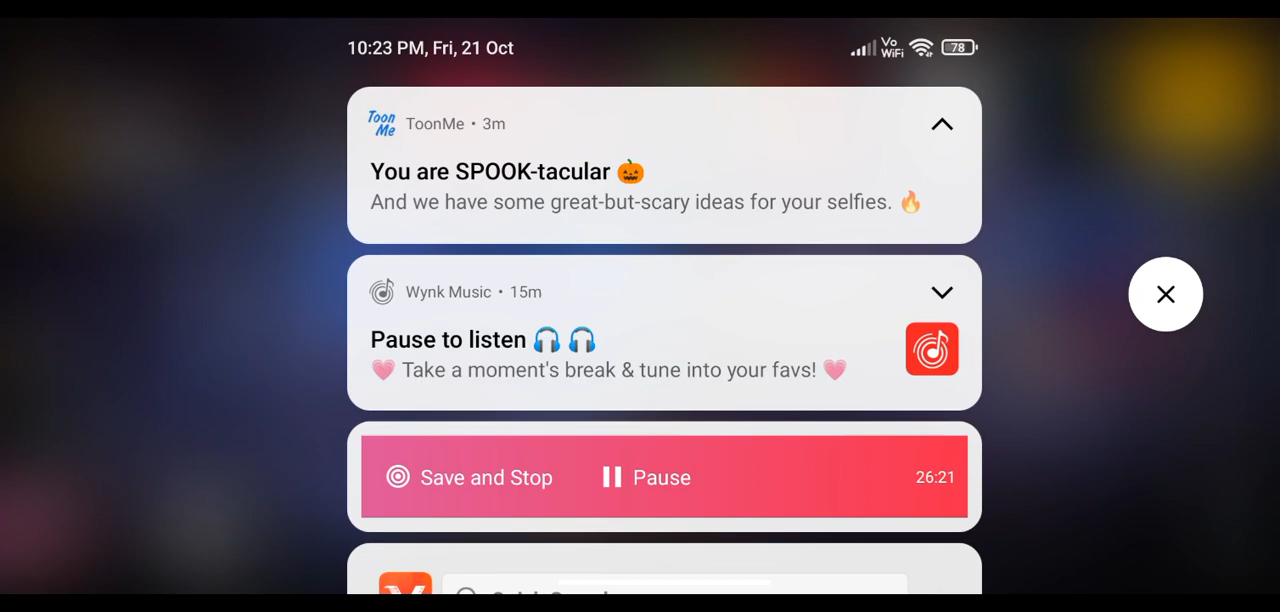 10:23 PM, Fri, 21 Oct
Vo WiFi 78
Toon Me ToonMe • 3m
You are SPOOK-tacular 🎃
And we have some great-but-scary ideas for your selfies. 🔥
Wynk Music • 15m
Pause to listen 🎧 🎧
💗 Take a moment's break & tune into your favs! 💗
Save and Stop Pause 26:21